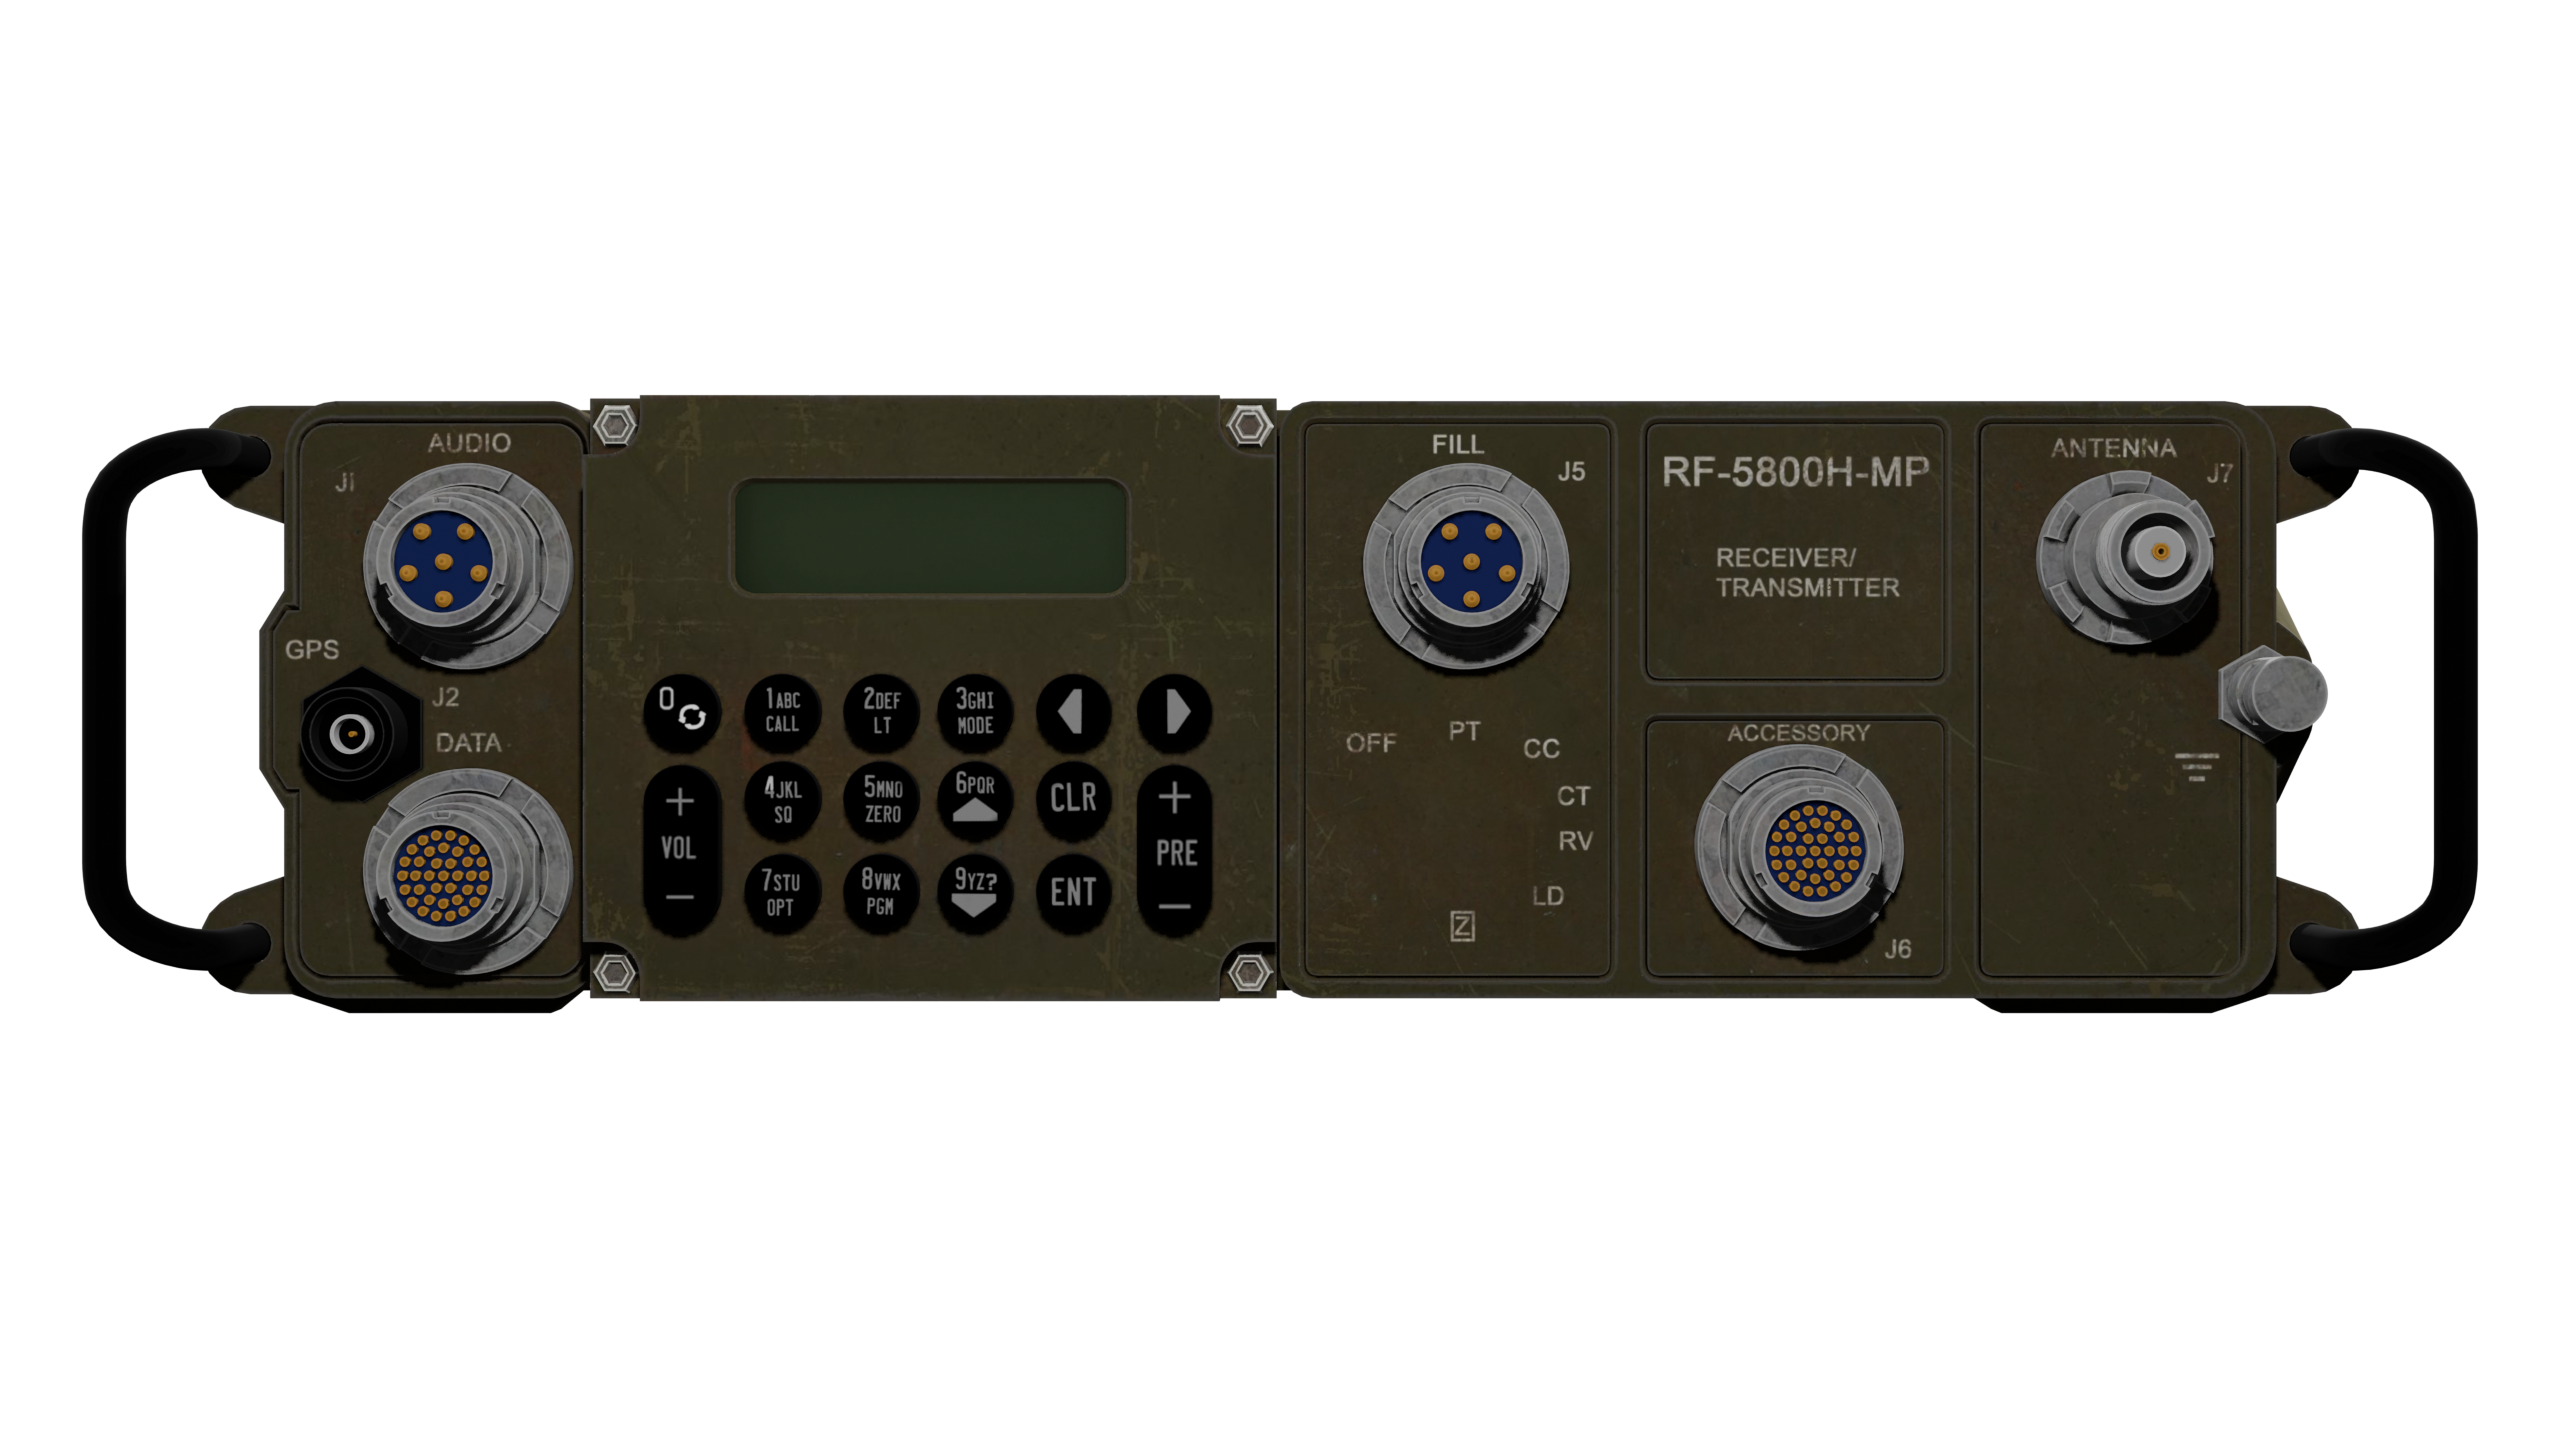 AUDIO
J1
GPS
J2
DATA
0
1ABC
CALL
2DEF
LT
3GHI
MODE
+
VOL
−
4JKL
SQ
5MNO
ZERO
6PQR
CLR
+
PRE
−
7STU
OPT
8VWX
PGM
9YZ?
ENT
FILL
J5
OFF
PT
CC
CT
RV
LD
Z
RF-5800H-MP
RECEIVER/
TRANSMITTER
ACCESSORY
J6
ANTENNA
J7